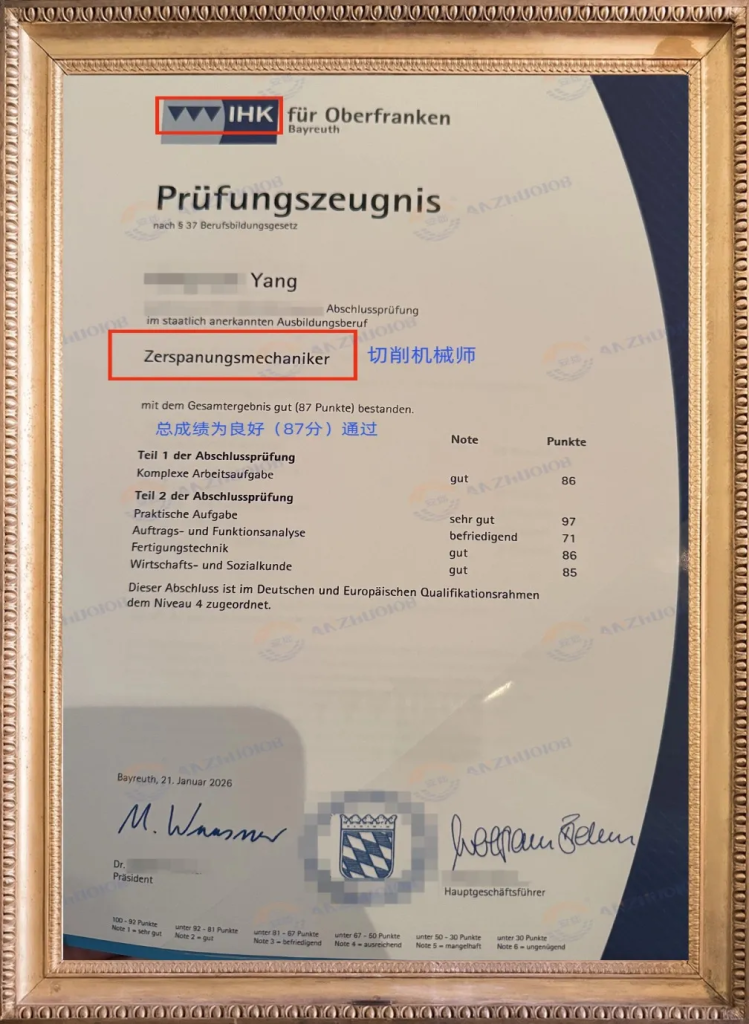 IHK für Oberfranken
Bayreuth
Prüfungszeugnis
nach § 37 Berufsbildungsgesetz
Yang
Abschlussprüfung
im staatlich anerkannten Ausbildungsberuf
Zerspanungsmechaniker 切削机械师
mit dem Gesamtergebnis gut (87 Punkte) bestanden.
总成绩为良好（87分）通过
Note Punkte
Teil 1 der Abschlussprüfung
Komplexe Arbeitsaufgabe gut 86
Teil 2 der Abschlussprüfung
Praktische Aufgabe sehr gut 97
Auftrags- und Funktionsanalyse befriedigend 71
Fertigungstechnik gut 86
Wirtschafts- und Sozialkunde gut 85
Dieser Abschluss ist im Deutschen und Europäischen Qualifikationsrahmen
dem Niveau 4 zugeordnet.
Bayreuth, 21. Januar 2026
M. Waasner
Dr.
Präsident
Hauptgeschäftsführer
100 - 92 Punkte unter 92 - 81 Punkte unter 81 - 67 Punkte unter 67 - 50 Punkte unter 50 - 30 Punkte unter 30 Punkte
Note 1 = sehr gut Note 2 = gut Note 3 = befriedigend Note 4 = ausreichend Note 5 = mangelhaft Note 6 = ungenügend
ANZHUOJOB